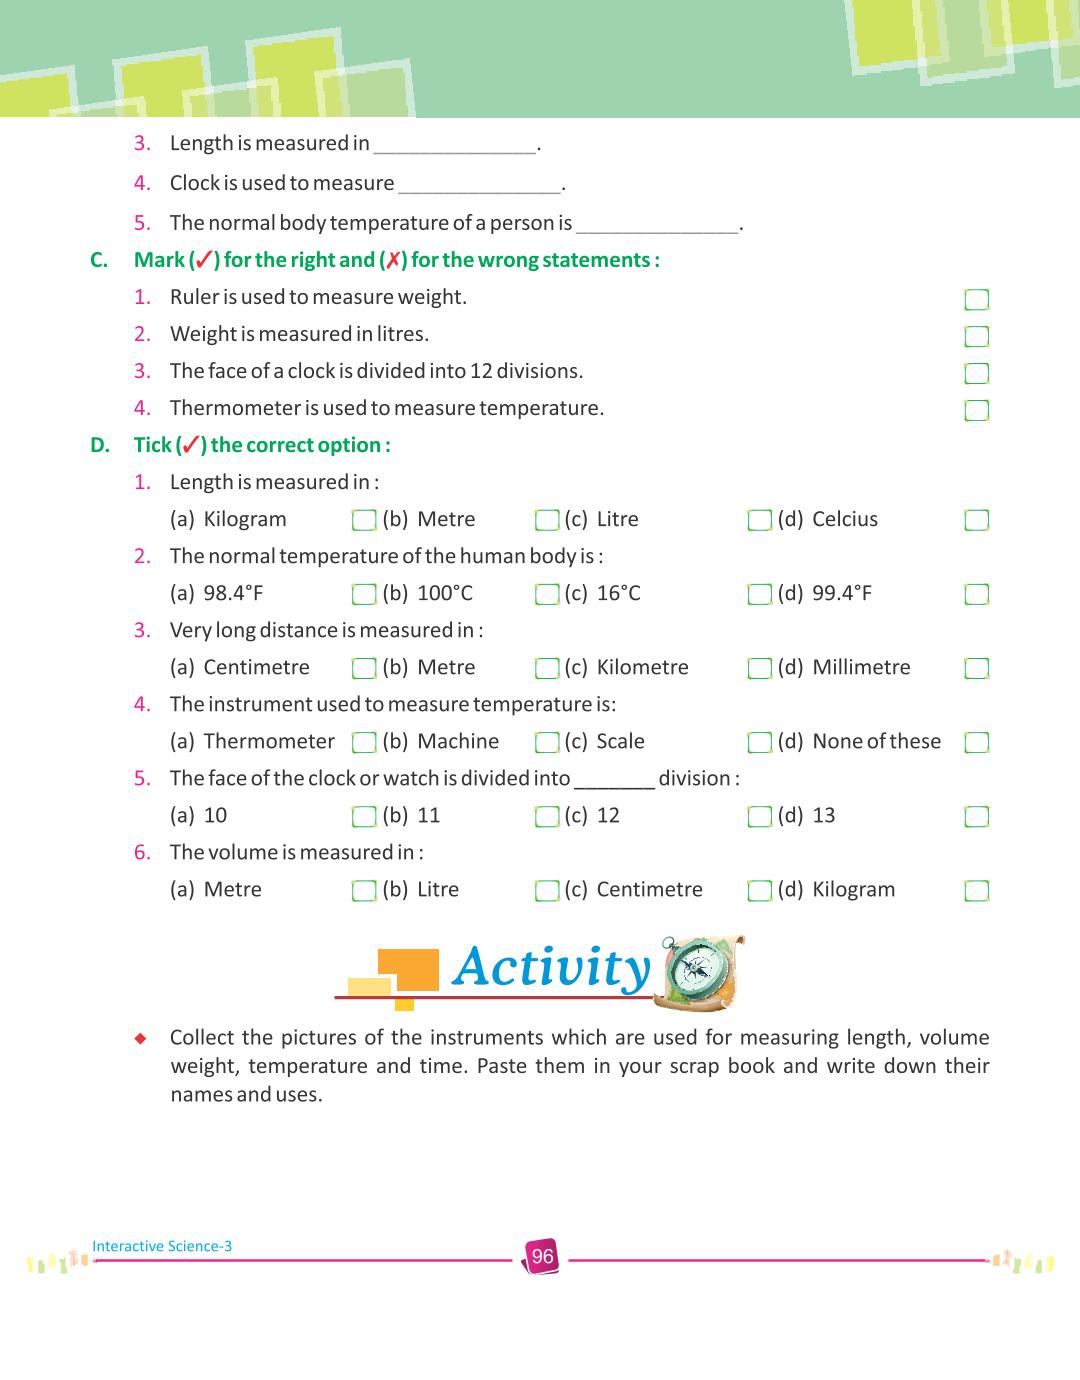 3. Length is measured in ______________.
4. Clock is used to measure ______________.
5. The normal body temperature of a person is ______________.
C. Mark (✓) for the right and (✗) for the wrong statements :
1. Ruler is used to measure weight.
2. Weight is measured in litres.
3. The face of a clock is divided into 12 divisions.
4. Thermometer is used to measure temperature.
D. Tick (✓) the correct option :
1. Length is measured in :
(a) Kilogram (b) Metre (c) Litre (d) Celcius
2. The normal temperature of the human body is :
(a) 98.4°F (b) 100°C (c) 16°C (d) 99.4°F
3. Very long distance is measured in :
(a) Centimetre (b) Metre (c) Kilometre (d) Millimetre
4. The instrument used to measure temperature is:
(a) Thermometer (b) Machine (c) Scale (d) None of these
5. The face of the clock or watch is divided into _______ division :
(a) 10 (b) 11 (c) 12 (d) 13
6. The volume is measured in :
(a) Metre (b) Litre (c) Centimetre (d) Kilogram
Activity
◆ Collect the pictures of the instruments which are used for measuring length, volume
weight, temperature and time. Paste them in your scrap book and write down their
names and uses.
Interactive Science-3
96